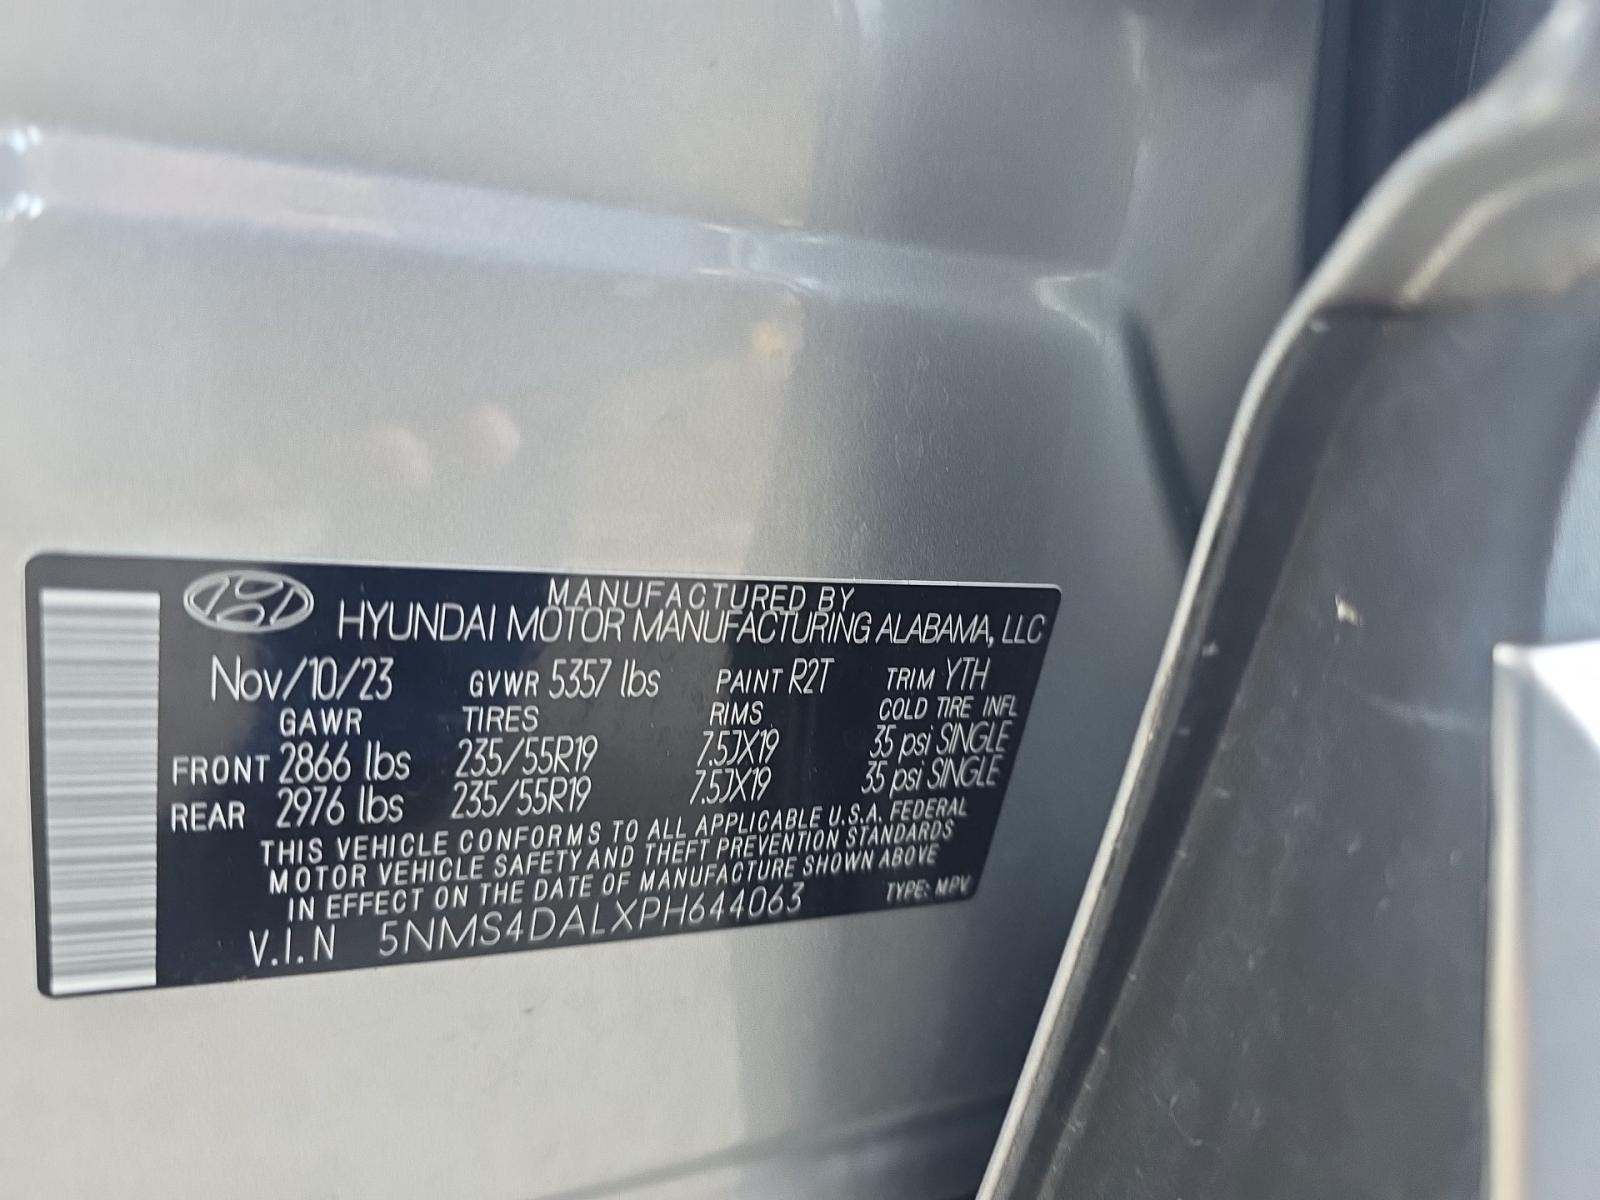 MANUFACTURED BY
HYUNDAI MOTOR MANUFACTURING ALABAMA, LLC
Nov/10/23 GVWR 5357 lbs PAINT R2T TRIM YTH
GAWR TIRES RIMS COLD TIRE INFL
FRONT 2866 lbs 235/55R19 7.5JX19 35 psi SINGLE
REAR 2976 lbs 235/55R19 7.5JX19 35 psi SINGLE
THIS VEHICLE CONFORMS TO ALL APPLICABLE U.S.A. FEDERAL
MOTOR VEHICLE SAFETY AND THEFT PREVENTION STANDARDS
IN EFFECT ON THE DATE OF MANUFACTURE SHOWN ABOVE
V.I.N 5NMS4DALXPH644063 TYPE: MPV